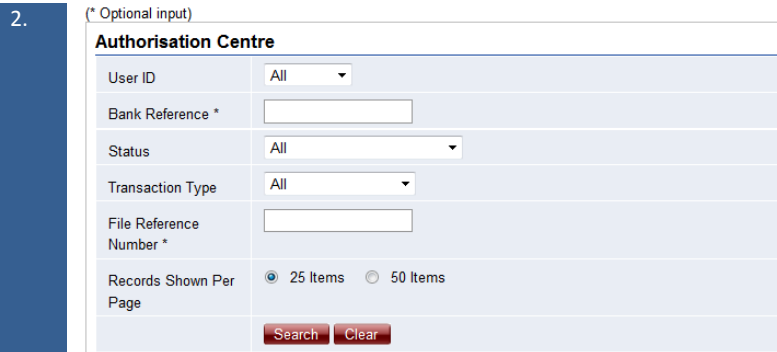 2.
(* Optional input)
Authorisation Centre
User ID All
Bank Reference *
Status All
Transaction Type All
File Reference
Number *
Records Shown Per
Page
25 Items 50 Items
Search Clear